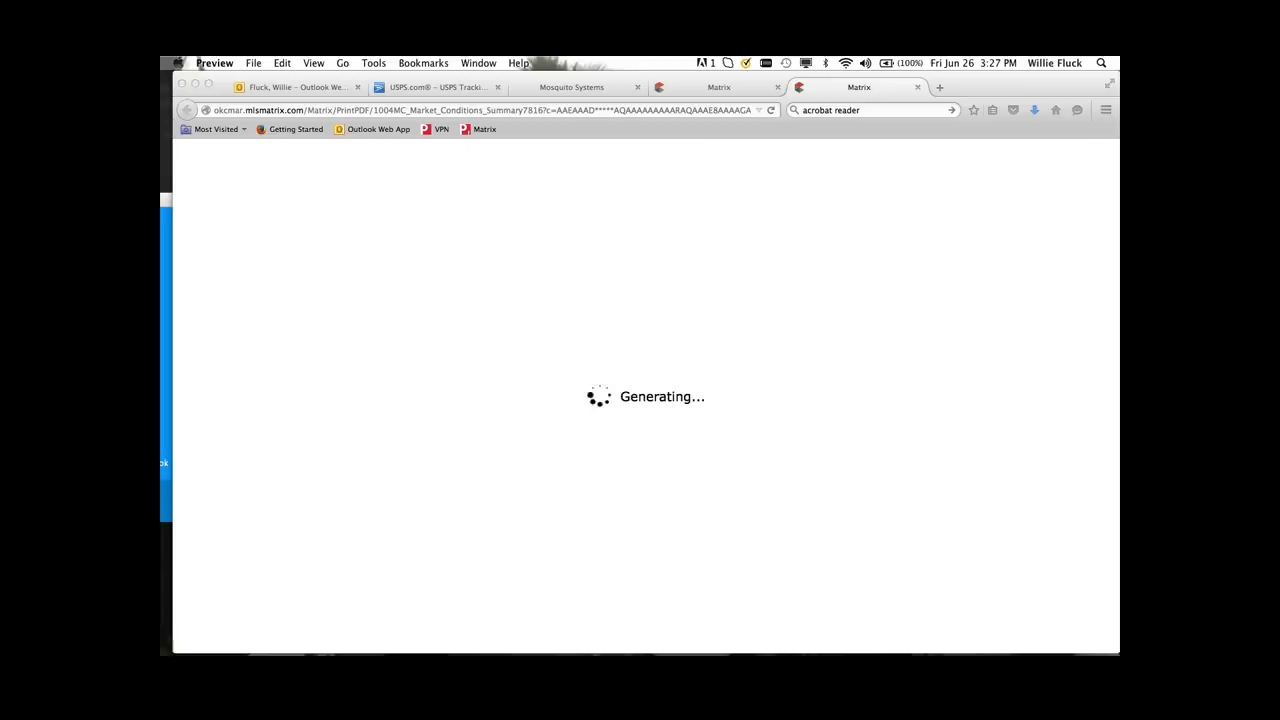 Preview File Edit View Go Tools Bookmarks Window Help 1 (100%) Fri Jun 26 3:27 PM Willie Fluck
Fluck, Willie – Outlook We... USPS.com® – USPS Tracki... Mosquito Systems Matrix Matrix
okcmar.mlsmatrix.com/Matrix/PrintPDF/1004MC_Market_Conditions_Summary7816?c=AAEAAAD*****AQAAAAAAAAARAQAAAE8AAAAGA acrobat reader
Most Visited Getting Started Outlook Web App VPN Matrix
Generating...
ok